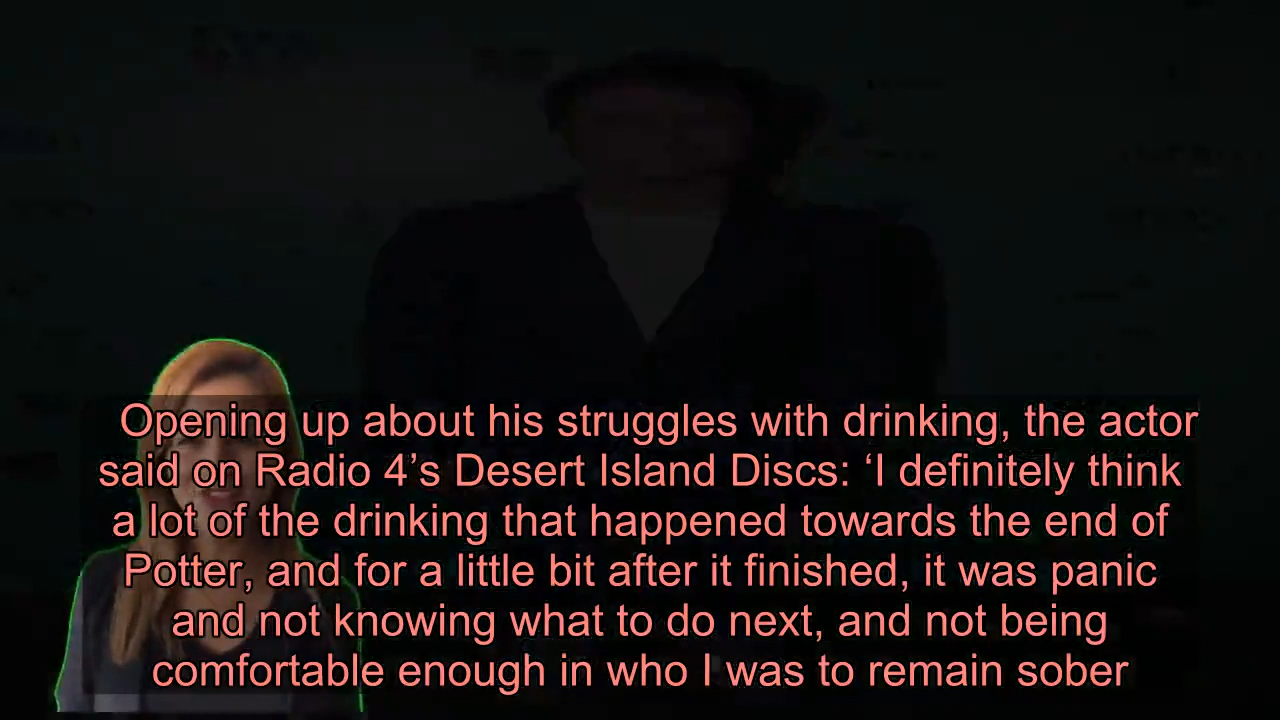 Opening up about his struggles with drinking, the actor
said on Radio 4’s Desert Island Discs: ‘I definitely think
a lot of the drinking that happened towards the end of
Potter, and for a little bit after it finished, it was panic
and not knowing what to do next, and not being
comfortable enough in who I was to remain sober